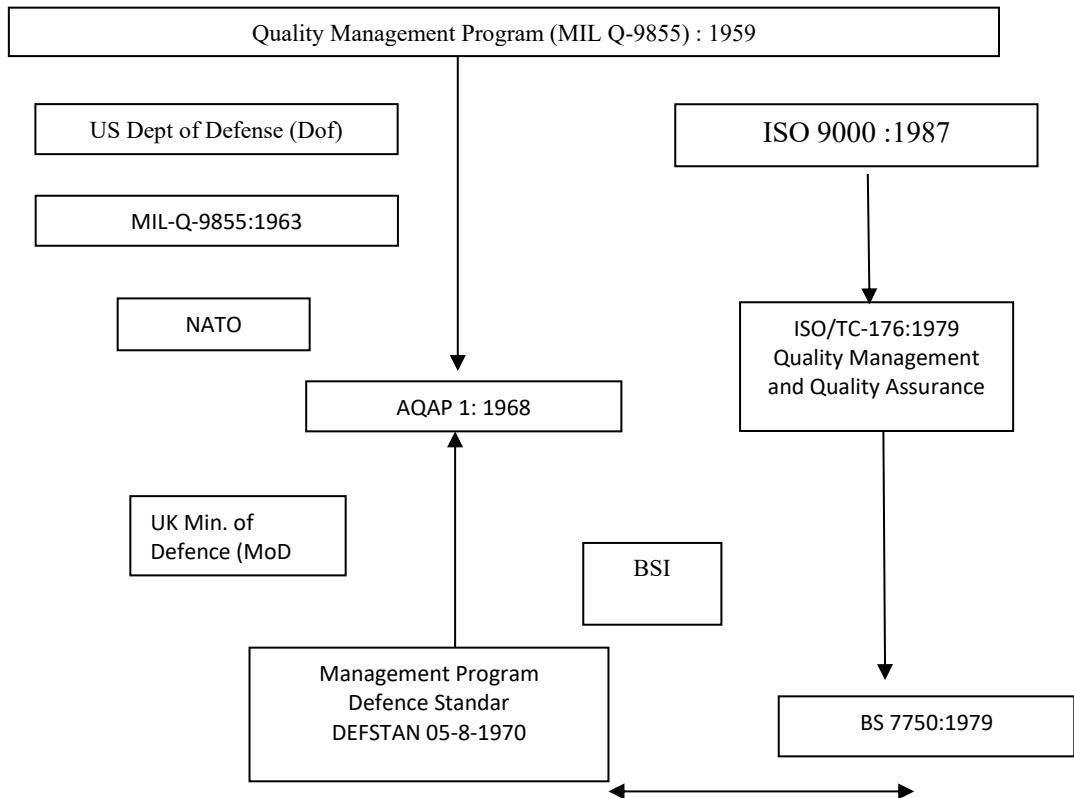 Quality Management Program (MIL Q-9855) : 1959
US Dept of Defense (Dof)
ISO 9000 :1987
MIL-Q-9855:1963
NATO
ISO/TC-176:1979
Quality Management
and Quality Assurance
AQAP 1: 1968
UK Min. of
Defence (MoD
BSI
Management Program
Defence Standar
DEFSTAN 05-8-1970
BS 7750:1979